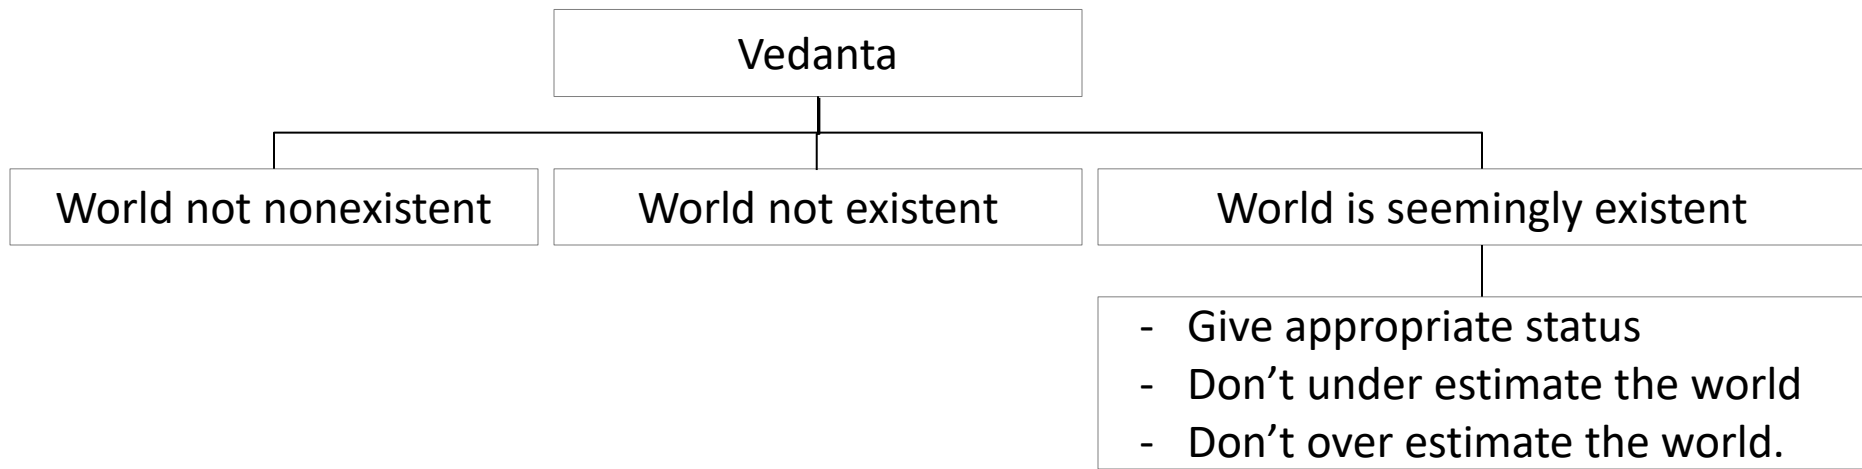 Vedanta
World not nonexistent
World not existent
World is seemingly existent
- Give appropriate status
- Don’t under estimate the world
- Don’t over estimate the world.